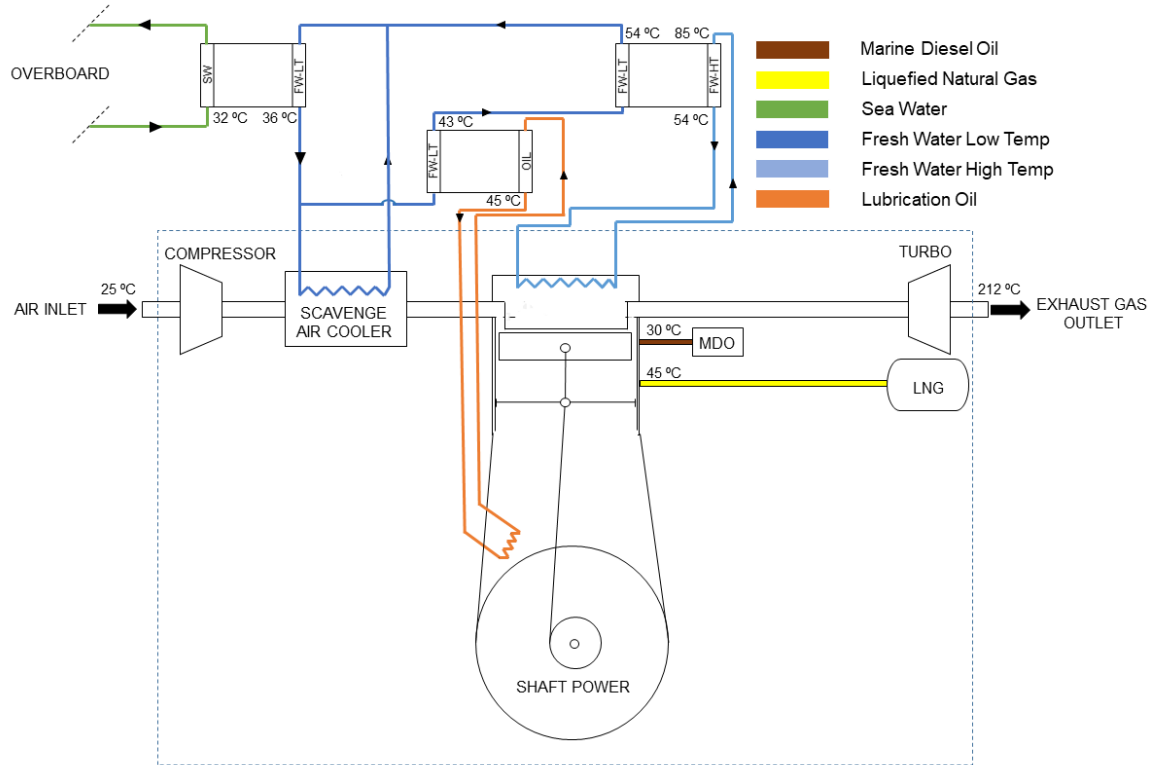 54 ºC
85 ºC
Marine Diesel Oil
OVERBOARD
SW
FW-LT
FW-LT
FW-HT
Liquefied Natural Gas
Sea Water
32 ºC
36 ºC
43 ºC
54 ºC
Fresh Water Low Temp
FW-LT
OIL
Fresh Water High Temp
45 ºC
Lubrication Oil
COMPRESSOR
TURBO
25 ºC
212 ºC
AIR INLET
SCAVENGE
AIR COOLER
EXHAUST GAS
OUTLET
30 ºC
MDO
45 ºC
LNG
SHAFT POWER